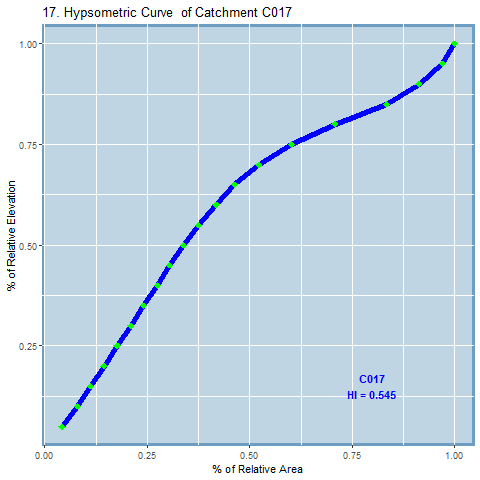 17. Hypsometric Curve  of Catchment C017
% of Relative Elevation
1.00
0.75
0.50
0.25
C017
HI = 0.545
0.00
0.25
0.50
0.75
1.00
% of Relative Area